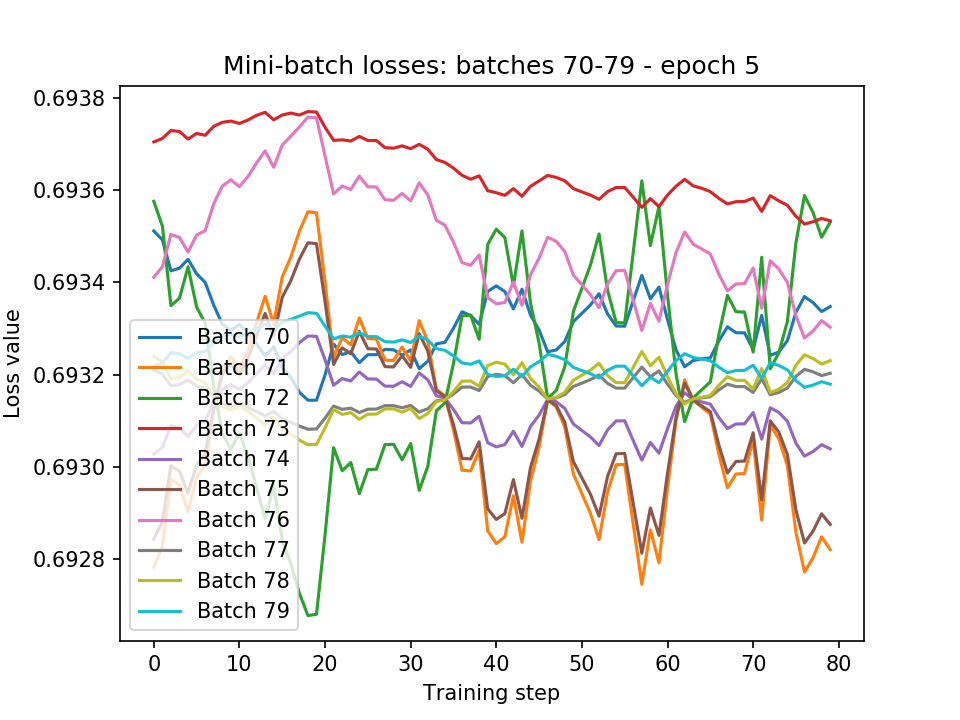 Mini-batch losses: batches 70-79 - epoch 5
Loss value
0.6938
0.6936
0.6934
0.6932
0.6930
0.6928
Batch 70
Batch 71
Batch 72
Batch 73
Batch 74
Batch 75
Batch 76
Batch 77
Batch 78
Batch 79
0 10 20 30 40 50 60 70 80
Training step